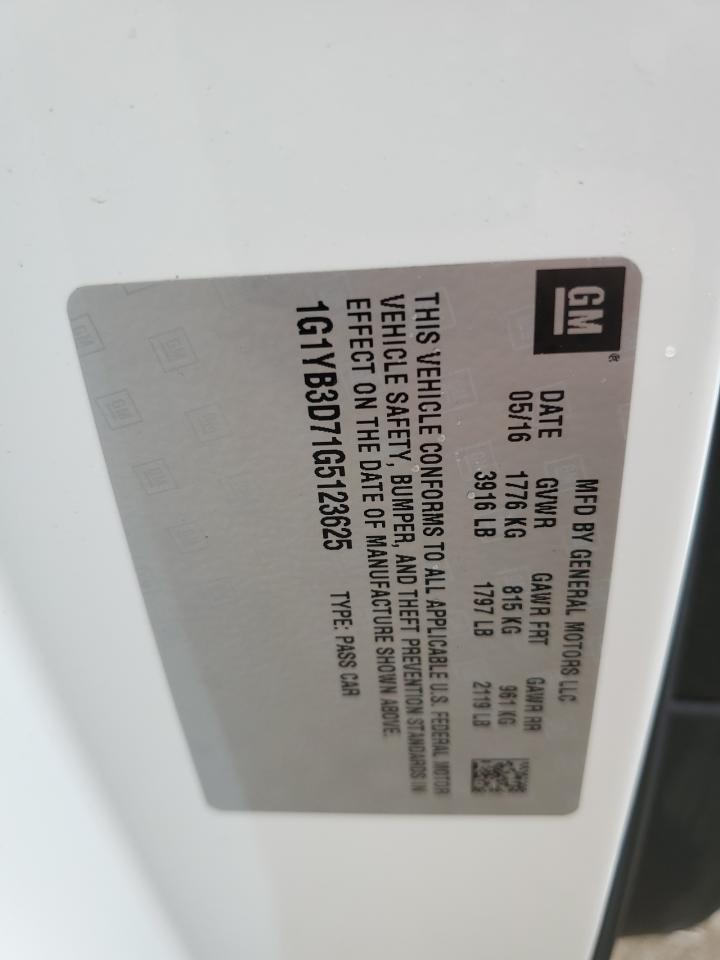 GM®
MFD BY GENERAL MOTORS LLC
DATE GVWR GAWR FRT GAWR RR
05/16 1776 KG 815 KG 961 KG
3916 LB 1797 LB 2119 LB
THIS VEHICLE CONFORMS TO ALL APPLICABLE U.S. FEDERAL MOTOR
VEHICLE SAFETY, BUMPER, AND THEFT PREVENTION STANDARDS IN
EFFECT ON THE DATE OF MANUFACTURE SHOWN ABOVE.
1G1YB3D71G5123625 TYPE: PASS CAR